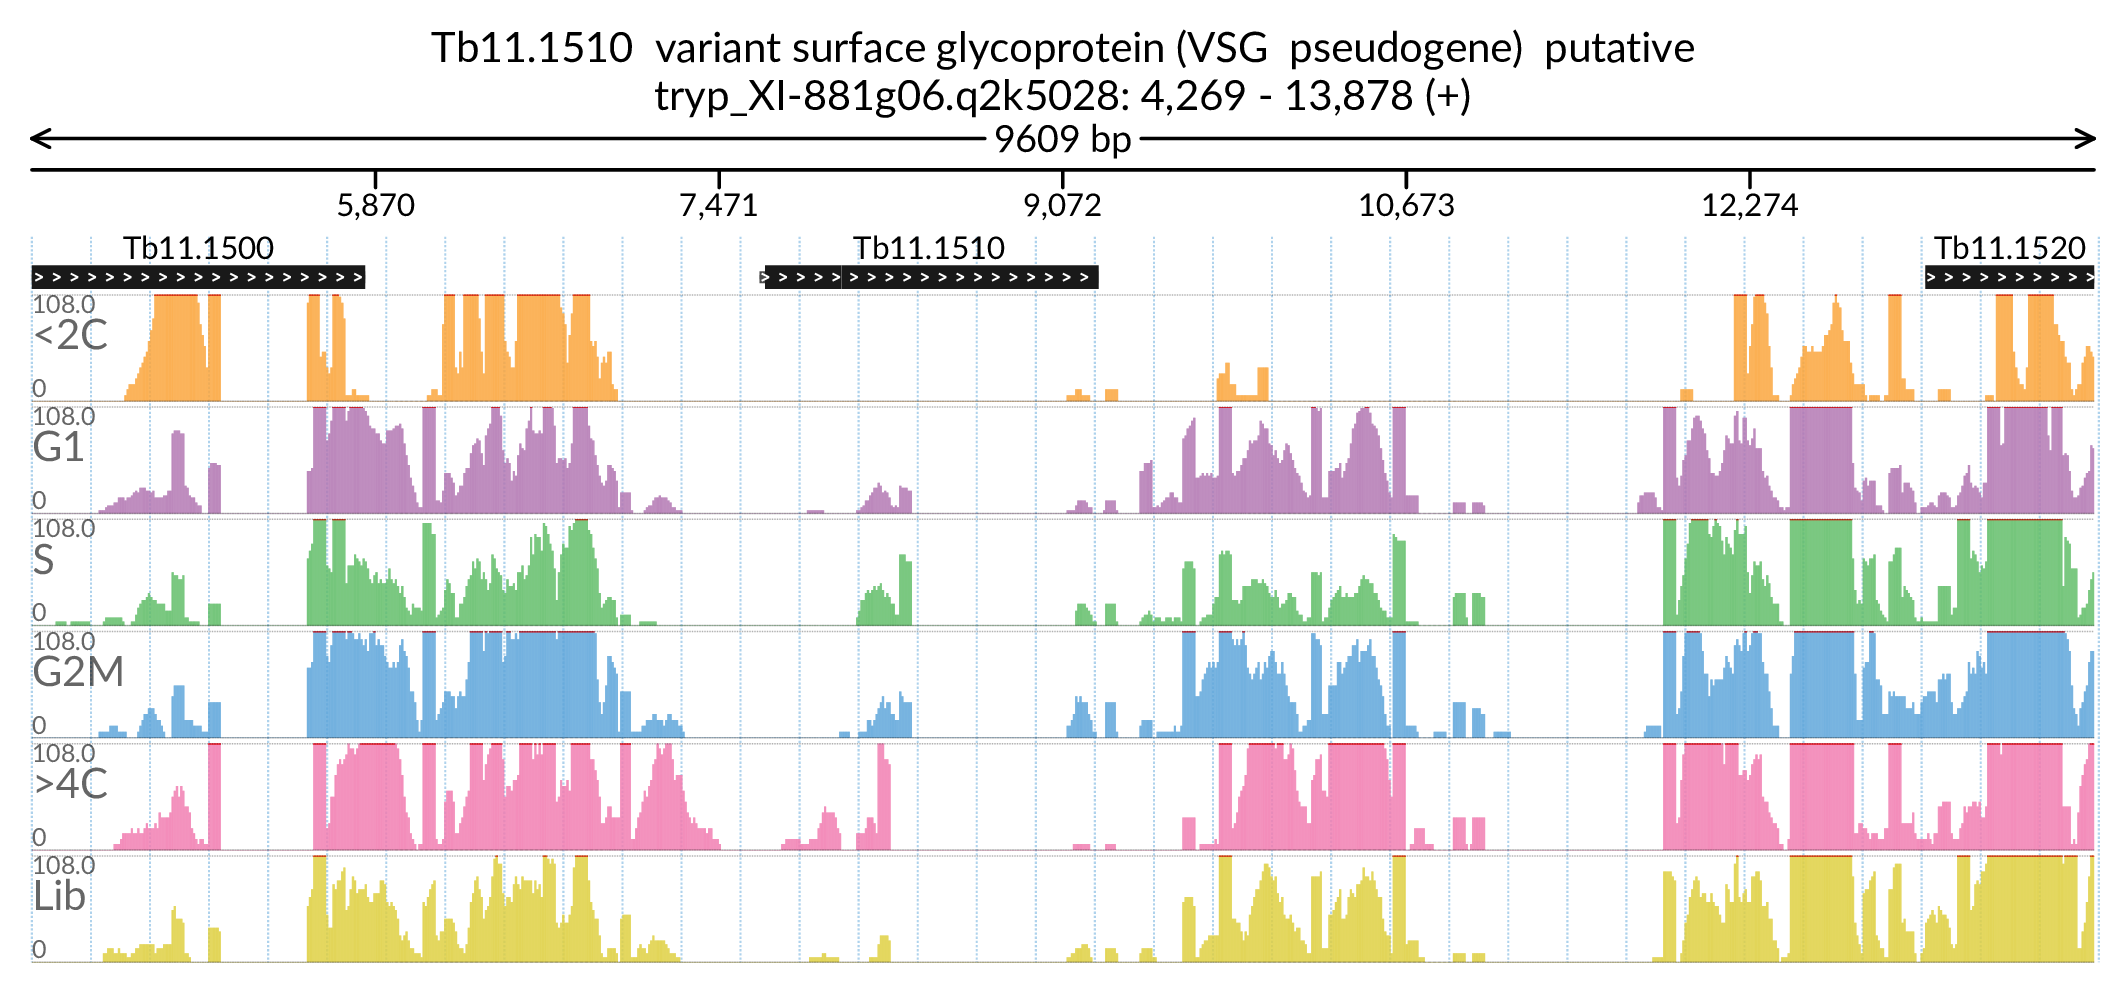 Tb11.1510 variant surface glycoprotein (VSG pseudogene) putative
tryp_XI-881g06.q2k5028: 4,269 - 13,878 (+)
9609 bp
5,870 7,471 9,072 10,673 12,274
Tb11.1500 Tb11.1510 Tb11.1520
108.0
<2C
0
108.0
G1
0
108.0
S
0
108.0
G2M
0
108.0
>4C
0
108.0
Lib
0